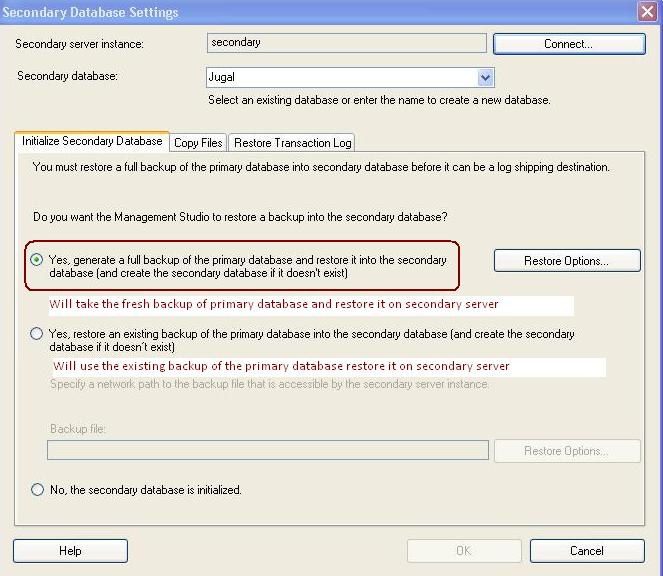 Secondary Database Settings
Secondary server instance:
secondary
Connect...
Secondary database:
Jugal
Select an existing database or enter the name to create a new database.
Initialize Secondary Database
Copy Files
Restore Transaction Log
You must restore a full backup of the primary database into secondary database before it can be a log shipping destination.
Do you want the Management Studio to restore a backup into the secondary database?
Yes, generate a full backup of the primary database and restore it into the secondary
database (and create the secondary database if it doesn't exist)
Restore Options...
Will take the fresh backup of primary database and restore it on secondary server
Yes, restore an existing backup of the primary database into the secondary database (and create the secondary
database if it doesn't exist)
Will use the existing backup of the primary database restore it on secondary server
Specify a network path to the backup file that is accessible by the secondary server instance.
Backup file:
Restore Options...
No, the secondary database is initialized.
Help
OK
Cancel